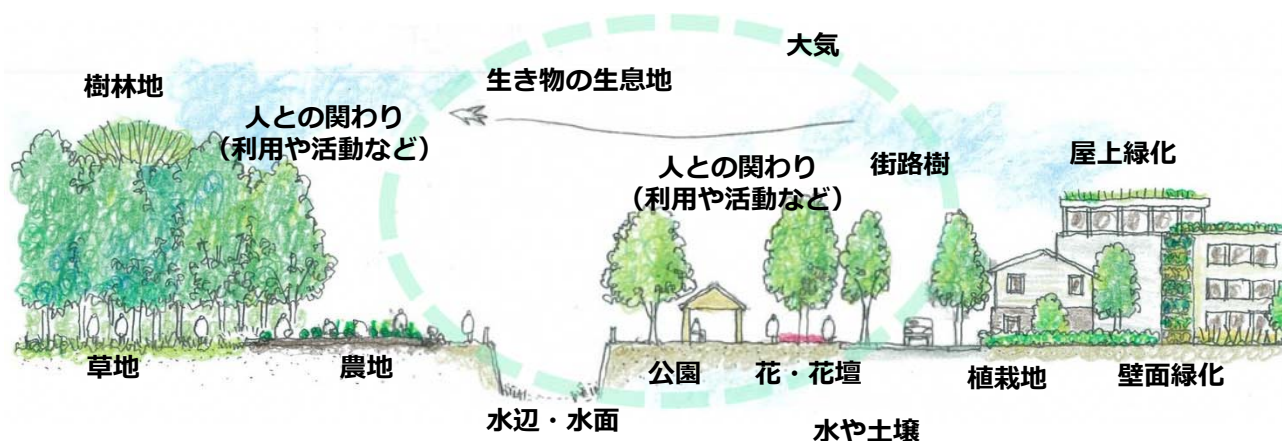 大気
生き物の生息地
樹林地
人との関わり
（利用や活動など）
人との関わり
（利用や活動など）
街路樹
屋上緑化
草地
農地
公園
花・花壇
植栽地
壁面緑化
水辺・水面
水や土壌